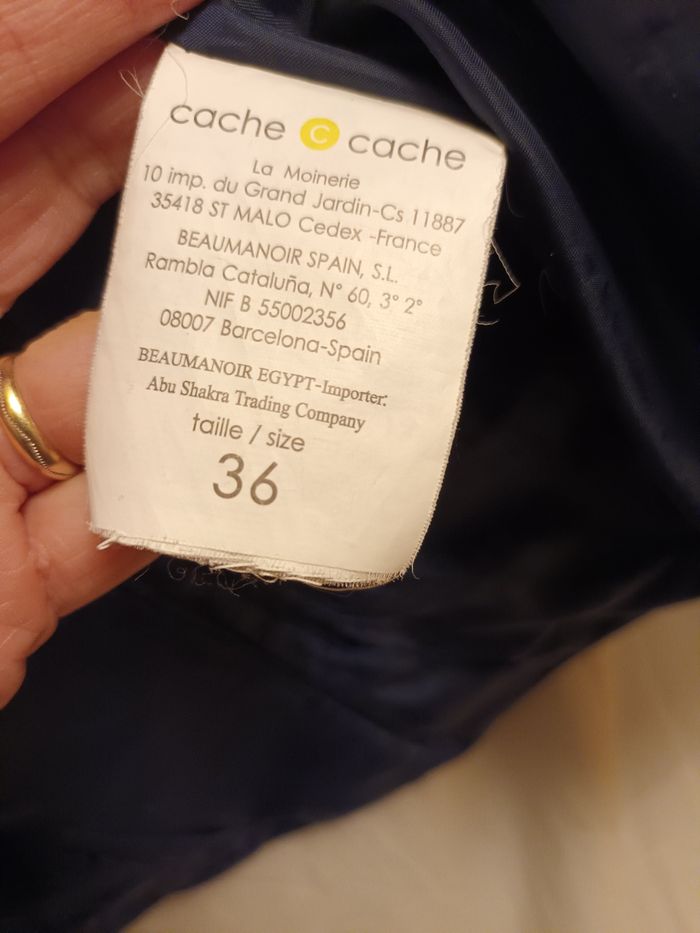 cache c cache
La Moinerie
10 imp. du Grand Jardin-Cs 11887
35418 ST MALO Cedex -France
BEAUMANOIR SPAIN, S.L.
Rambla Cataluña, N° 60, 3° 2°
NIF B 55002356
08007 Barcelona-Spain
BEAUMANOIR EGYPT-Importer:
Abu Shakra Trading Company
taille / size
36